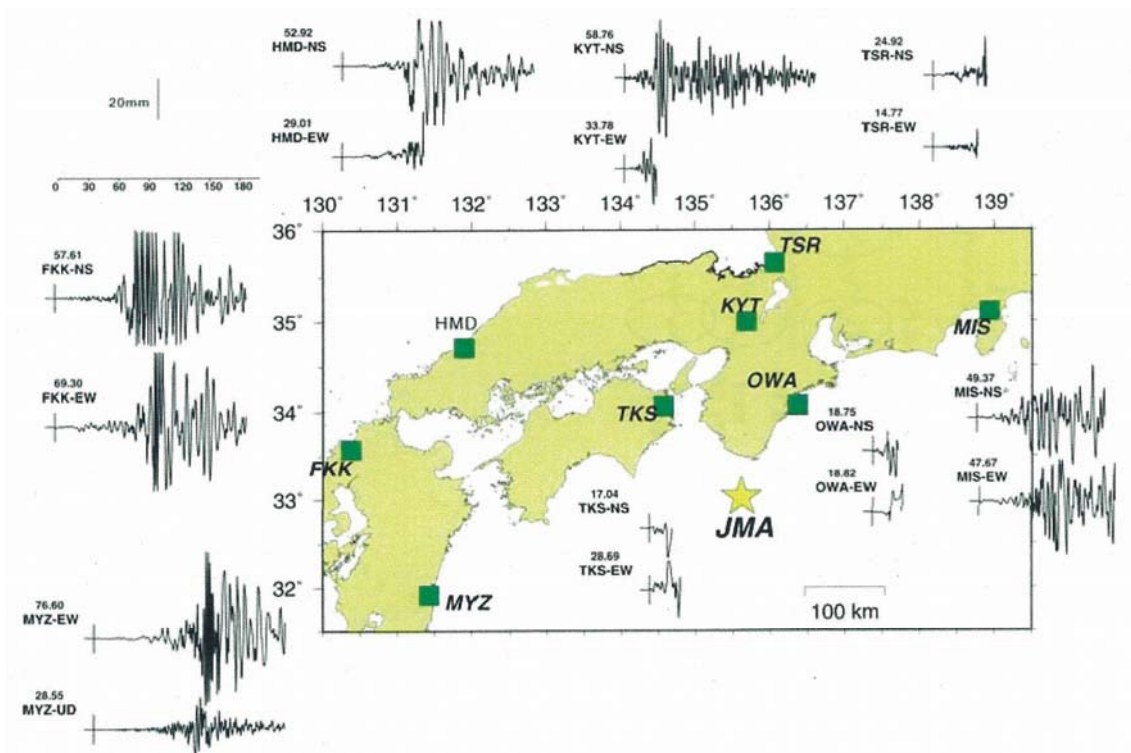 52.92
HMD-NS
58.76
KYT-NS
24.92
TSR-NS
20mm
29.01
HMD-EW
33.78
KYT-EW
14.77
TSR-EW
0 30 60 90 120 150 180
130° 131° 132° 133° 134° 135° 136° 137° 138° 139°
36°
35°
34°
33°
32°
57.61
FKK-NS
69.30
FKK-EW
76.60
MYZ-EW
28.55
MYZ-UD
TSR
KYT
HMD
MIS
OWA
TKS
FKK
18.75
OWA-NS
49.37
MIS-NS
18.82
OWA-EW
47.67
MIS-EW
17.04
TKS-NS
JMA
28.69
TKS-EW
MYZ
100 km